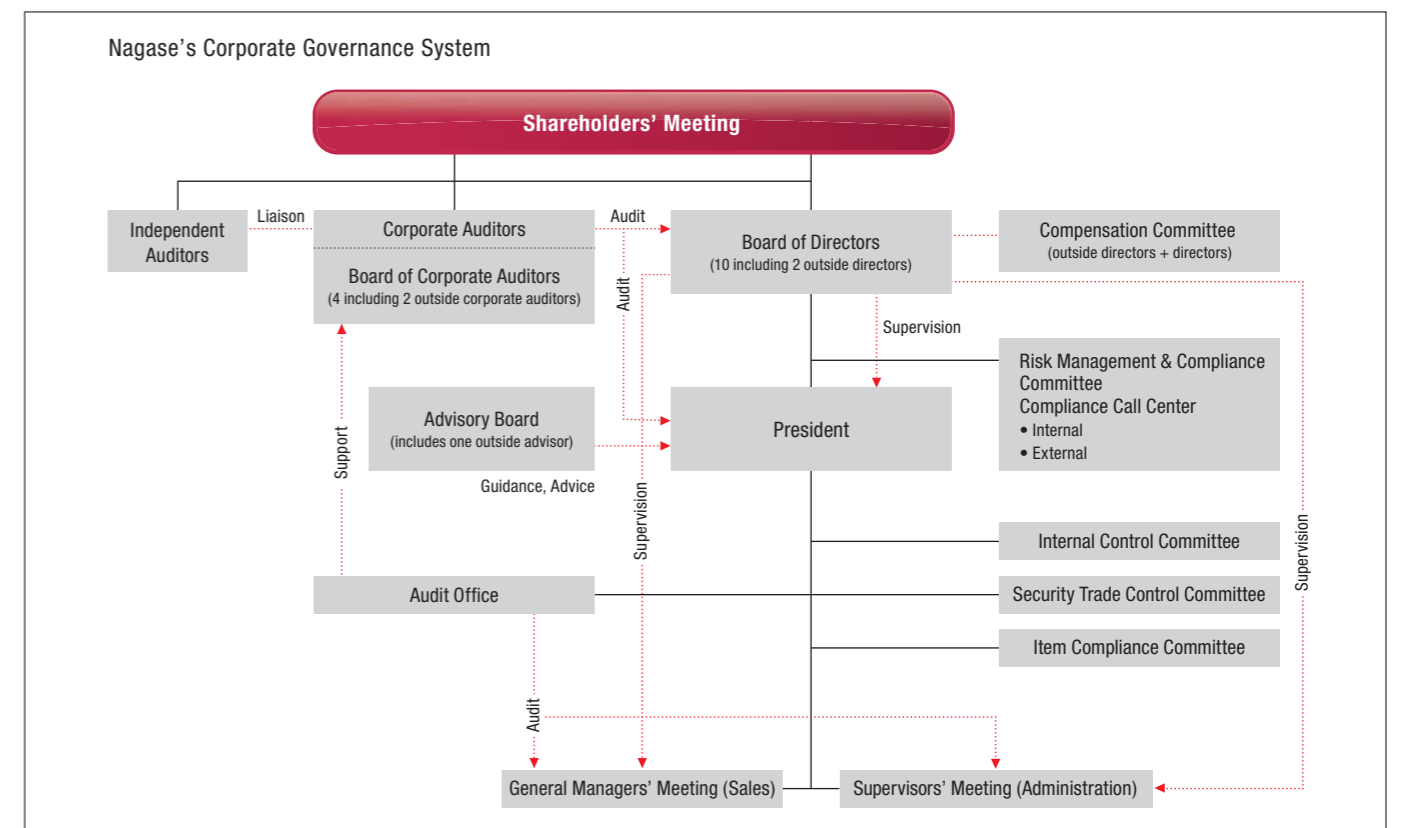 Nagase’s Corporate Governance System
Shareholders’ Meeting
Independent
Auditors
Liaison
Corporate Auditors
Board of Corporate Auditors
(4 including 2 outside corporate auditors)
Audit
Audit
Board of Directors
(10 including 2 outside directors)
Compensation Committee
(outside directors + directors)
Supervision
Risk Management & Compliance
Committee
Compliance Call Center
• Internal
• External
Advisory Board
(includes one outside advisor)
Guidance, Advice
President
Support
Supervision
Supervision
Internal Control Committee
Audit Office
Security Trade Control Committee
Item Compliance Committee
Audit
General Managers’ Meeting (Sales)
Supervisors’ Meeting (Administration)